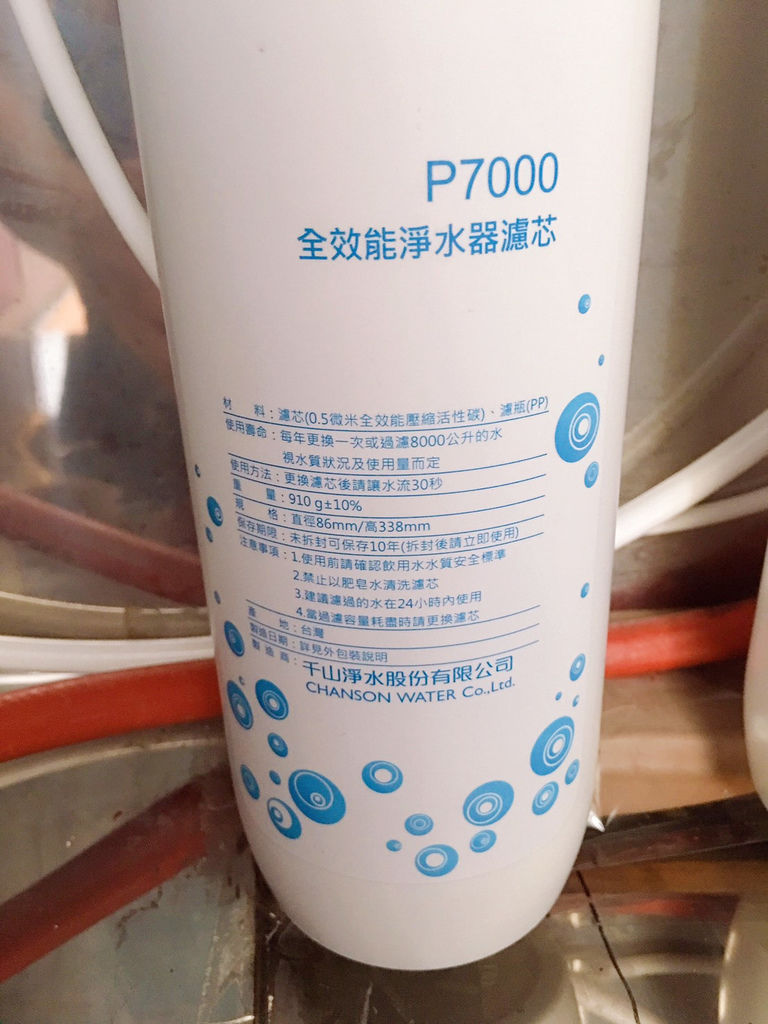 P7000
全效能淨水器濾芯
材　料：濾芯(0.5微米全效能壓縮活性碳)、濾瓶(PP)
使用壽命：每年更換一次或過濾8000公升的水
視水質狀況及使用量而定
使用方法：更換濾芯後請讓水流30秒
重　量：910 g±10%
規　格：直徑86mm/高338mm
保存期限：未拆封可保存10年(拆封後請立即使用)
注意事項：1.使用前請確認飲用水水質安全標準
2.禁止以肥皂水清洗濾芯
3.建議濾過的水在24小時內使用
4.當過濾容量耗盡時請更換濾芯
產　地：台灣
製造日期：詳見外包裝說明
製 造 商：千山淨水股份有限公司
CHANSON WATER Co.,Ltd.